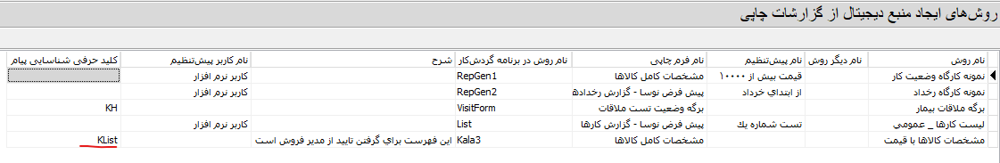 روش‌های ایجاد منبع دیجیتال از گزارشات چاپی
نام روش نام دیگر روش نام پیش‌تنظیم نام فرم چاپی نام روش در برنامه گردش‌کار شرح نام کاربر پیش‌تنظیم کلید حرفی شناسایی پیام
نمونه کارگاه وضعیت کار قیمت بیش از ۱۰۰۰۰ مشخصات کامل کالاها RepGen1 کاربر نرم افزار
نمونه کارگاه رخداد از ابتدای خرداد پیش فرض نوسا - گزارش رخدادها RepGen2 کاربر نرم افزار
برگه ملاقات بیمار برگه وضعیت تست ملاقات VisitForm KH
لیست کارها _ عمومی تست شماره یك پیش فرض نوسا - گزارش کارها List کاربر نرم افزار
مشخصات کالاها با قیمت مشخصات کامل کالاها Kala3 این فهرست برای گرفتن تایید از مدیر فروش است KList